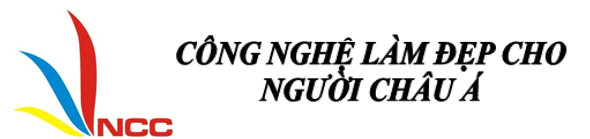 NCC
CÔNG NGHỆ LÀM ĐẸP CHO
NGƯỜI CHÂU Á